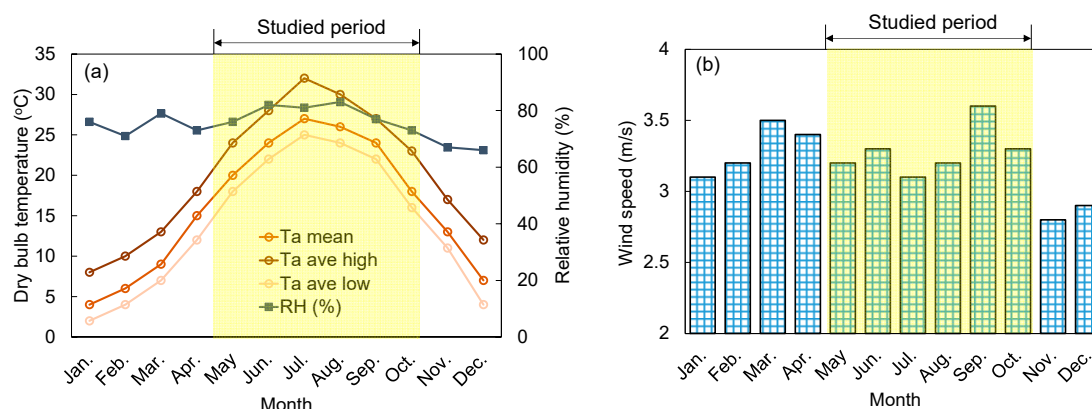 Studied period
(a)
35
30
25
20
15
10
5
0
Dry bulb temperature (°C)
100
80
60
40
20
0
Relative humidity (%)
Ta mean
Ta ave high
Ta ave low
RH (%)
Jan. Feb. Mar. Apr. May Jun. Jul. Aug. Sep. Oct. Nov. Dec.
Month
Studied period
(b)
4
3.5
3
2.5
2
Wind speed (m/s)
Jan. Feb. Mar. Apr. May Jun. Jul. Aug. Sep. Oct. Nov. Dec.
Month